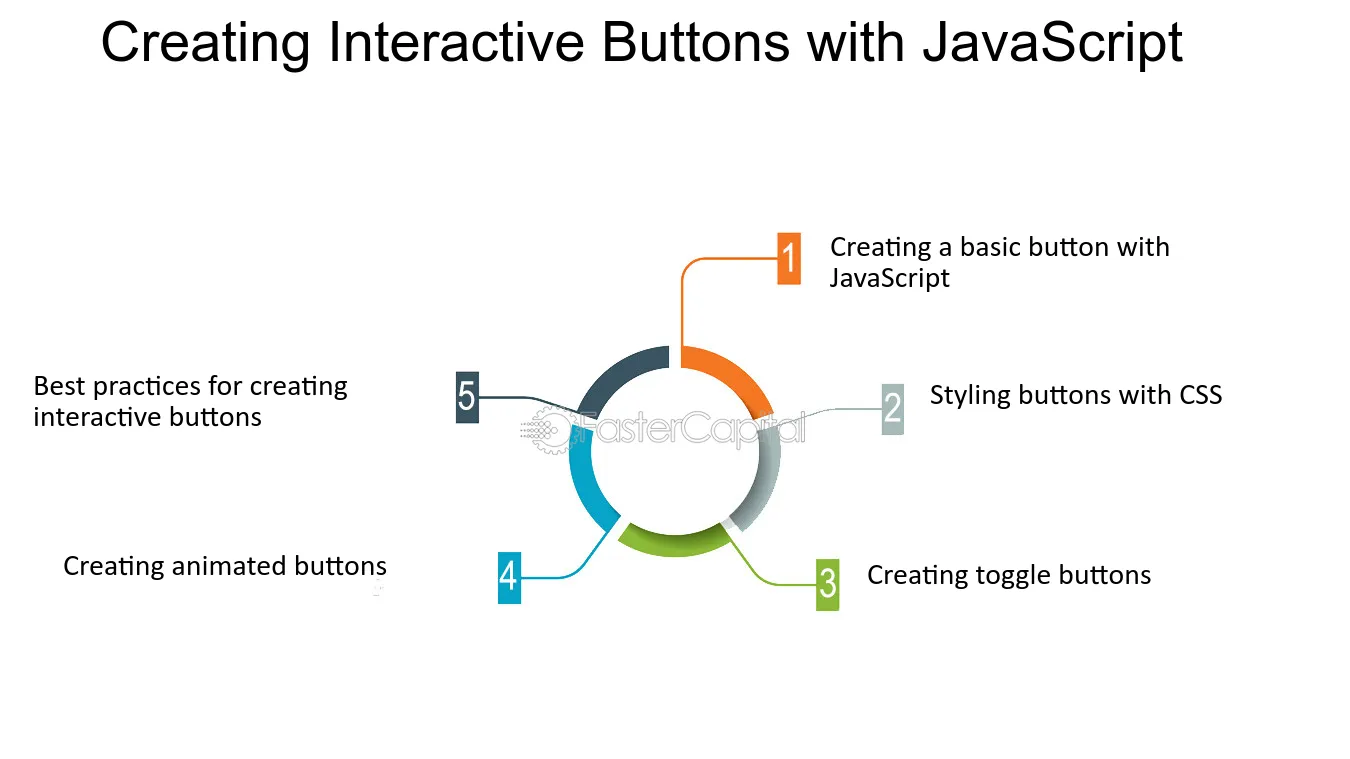 Creating Interactive Buttons with JavaScript
1
Creating a basic button with
JavaScript
2
Styling buttons with CSS
3
Creating toggle buttons
4
Creating animated buttons
5
Best practices for creating
interactive buttons
FasterCapital